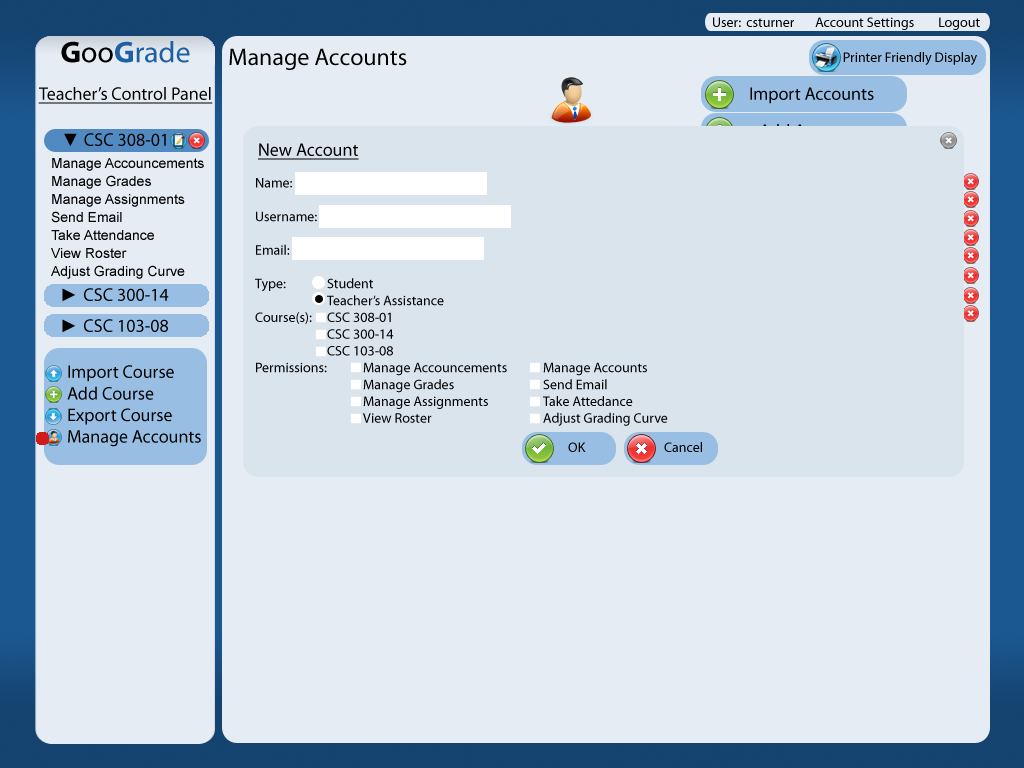 User: csturner Account Settings Logout
GooGrade
Teacher's Control Panel
▼ CSC 308-01
Manage Accouncements
Manage Grades
Manage Assignments
Send Email
Take Attendance
View Roster
Adjust Grading Curve
► CSC 300-14
► CSC 103-08
Import Course
Add Course
Export Course
Manage Accounts
Manage Accounts
Printer Friendly Display
Import Accounts
New Account
Name:
Username:
Email:
Type: Student
Teacher's Assistance
Course(s): CSC 308-01
CSC 300-14
CSC 103-08
Permissions: Manage Accouncements Manage Accounts
Manage Grades Send Email
Manage Assignments Take Attedance
View Roster Adjust Grading Curve
OK Cancel